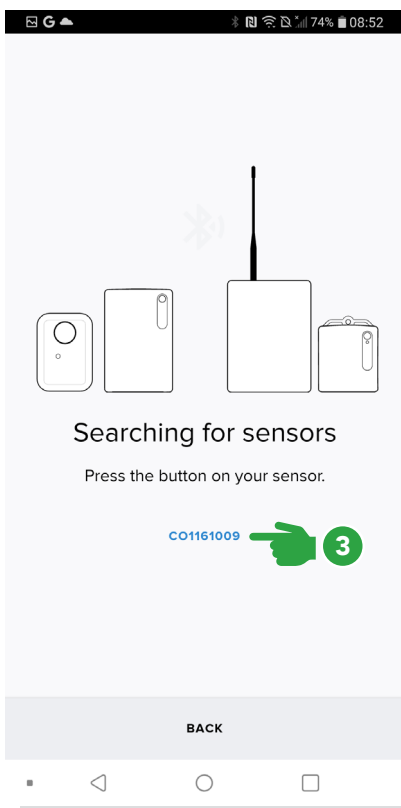 G 74% 08:52
Searching for sensors
Press the button on your sensor.
CO1161009
3
BACK